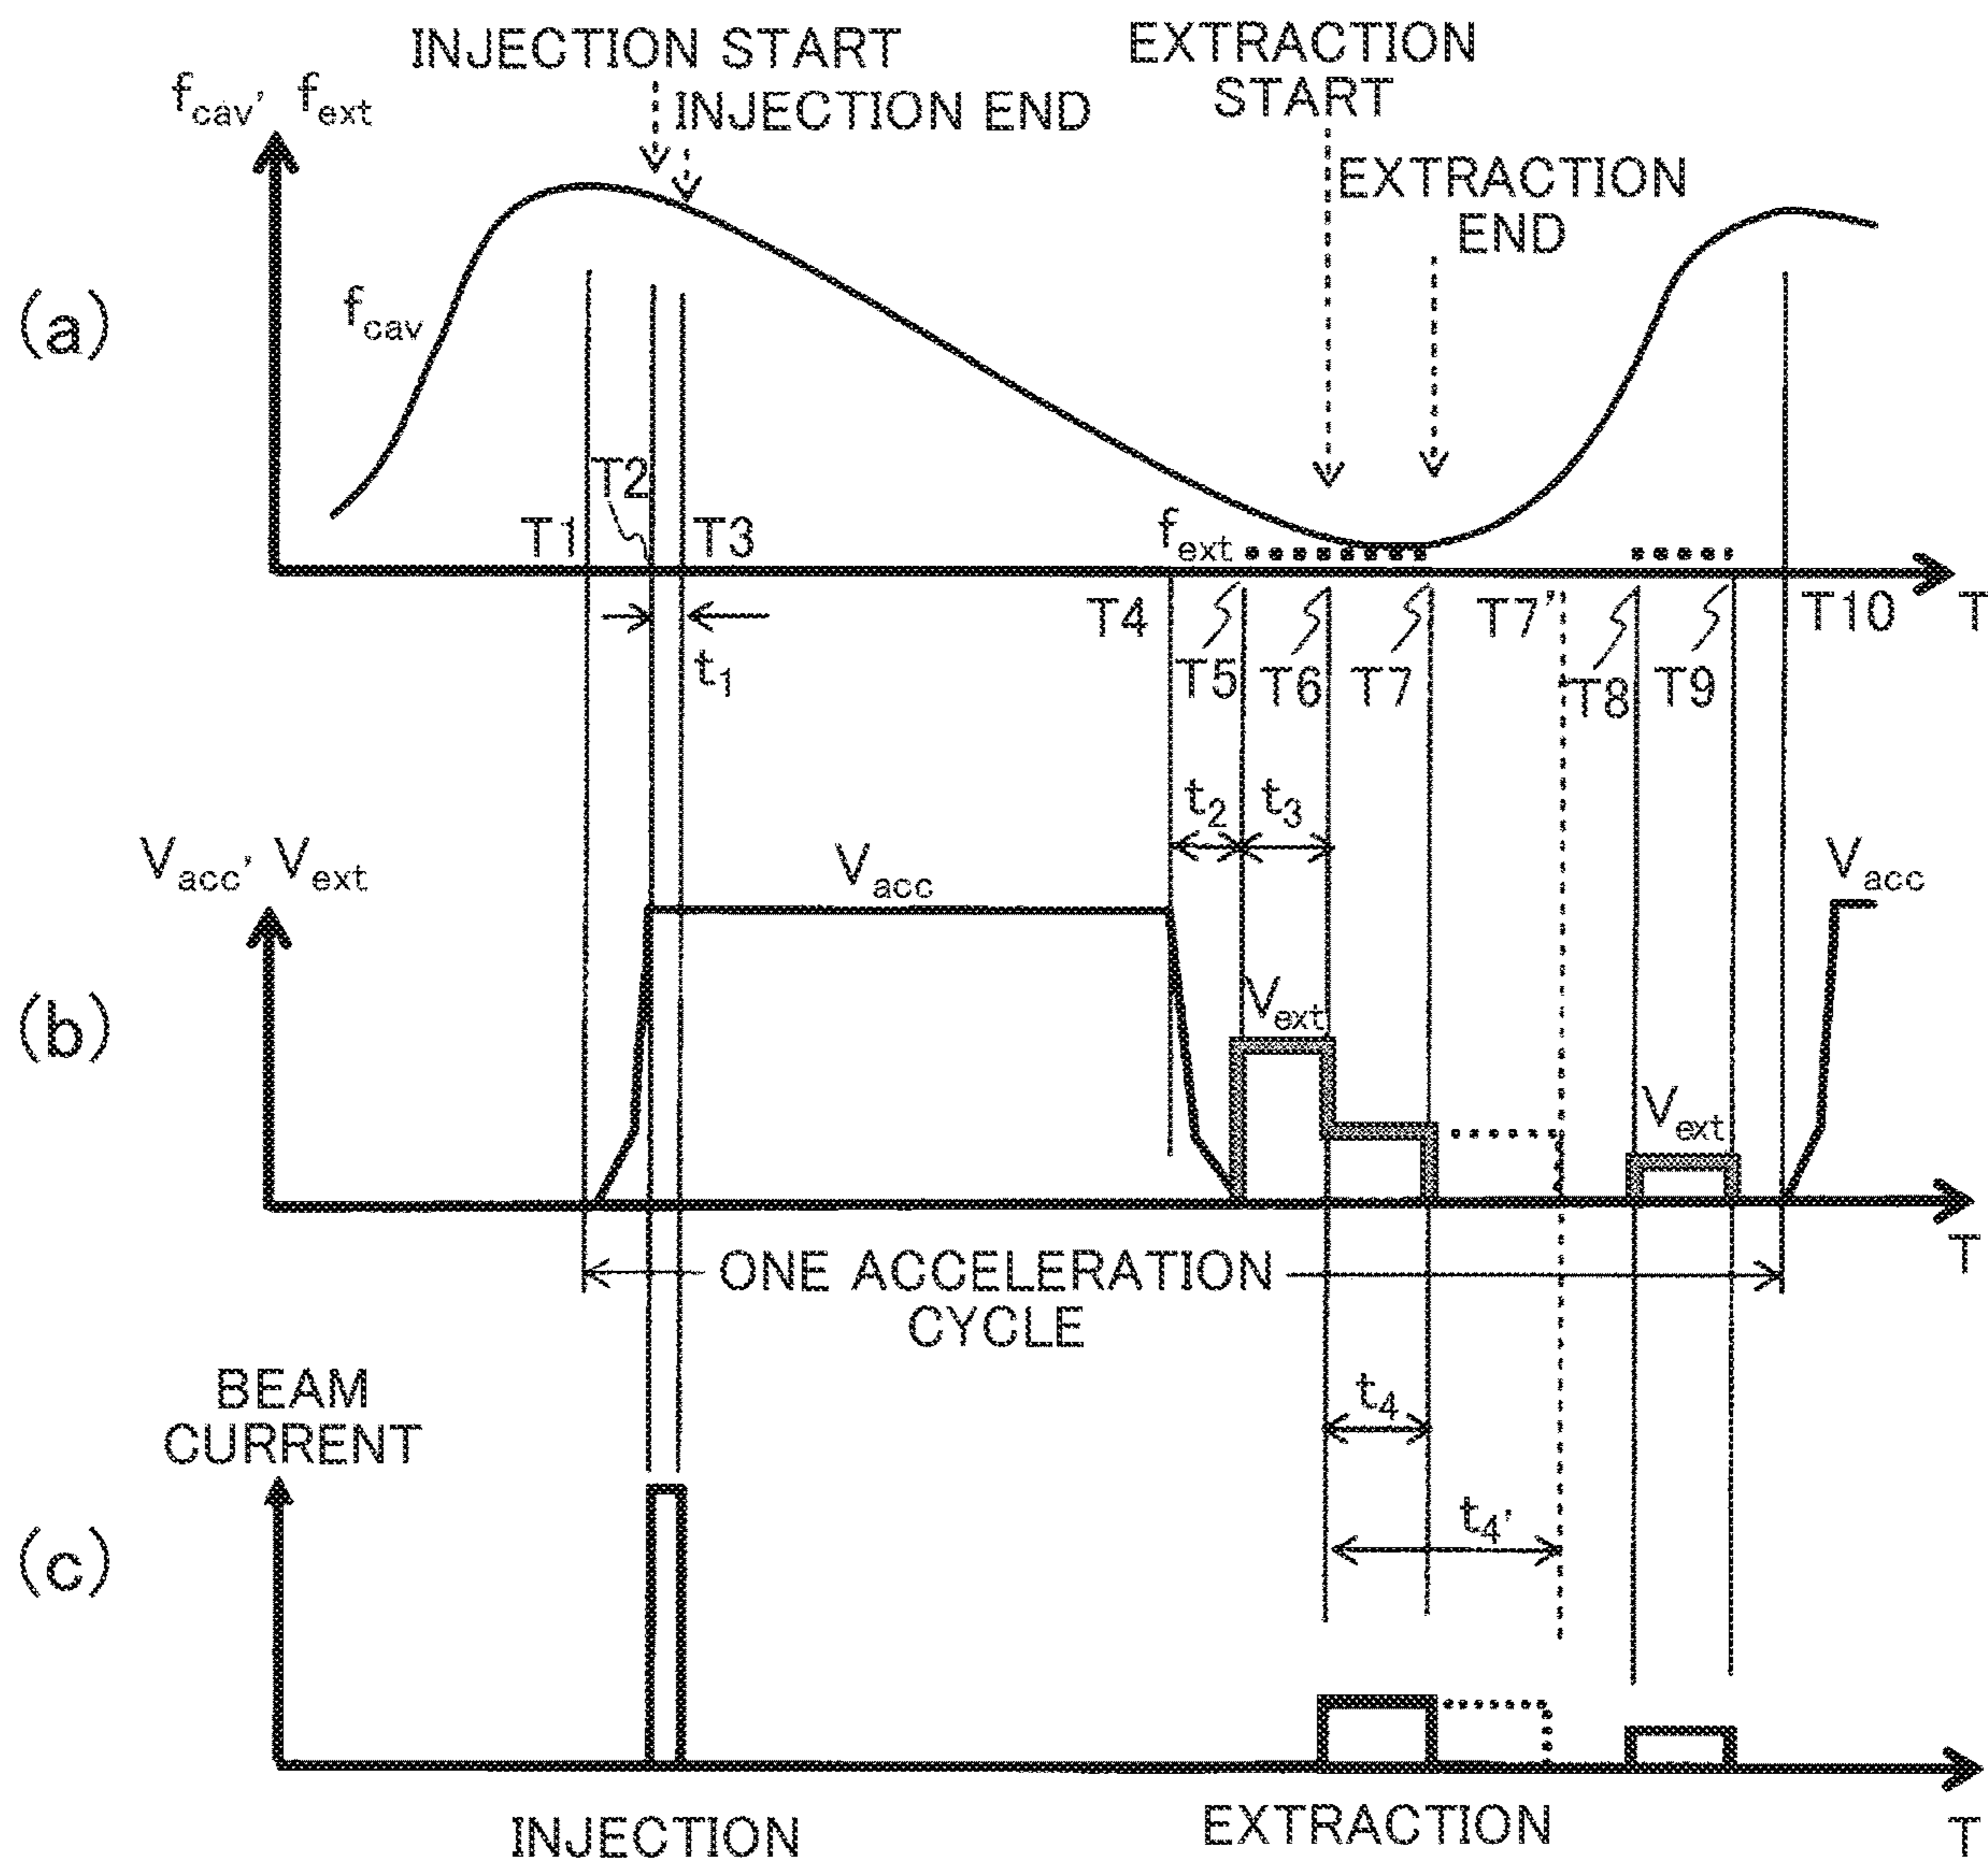 INJECTION START
INJECTION END
EXTRACTION
START
EXTRACTION
END
fcav, fext
(a)
fcav
T1
T2
T3
fext
T4
T5
T6
T7
T7'
T8
T9
T10
T
t1
t2
t3
(b)
Vacc, Vext
Vacc
Vext
Vext
Vacc
T
ONE ACCELERATION
CYCLE
t4
t4'
(c)
BEAM
CURRENT
INJECTION
EXTRACTION
T